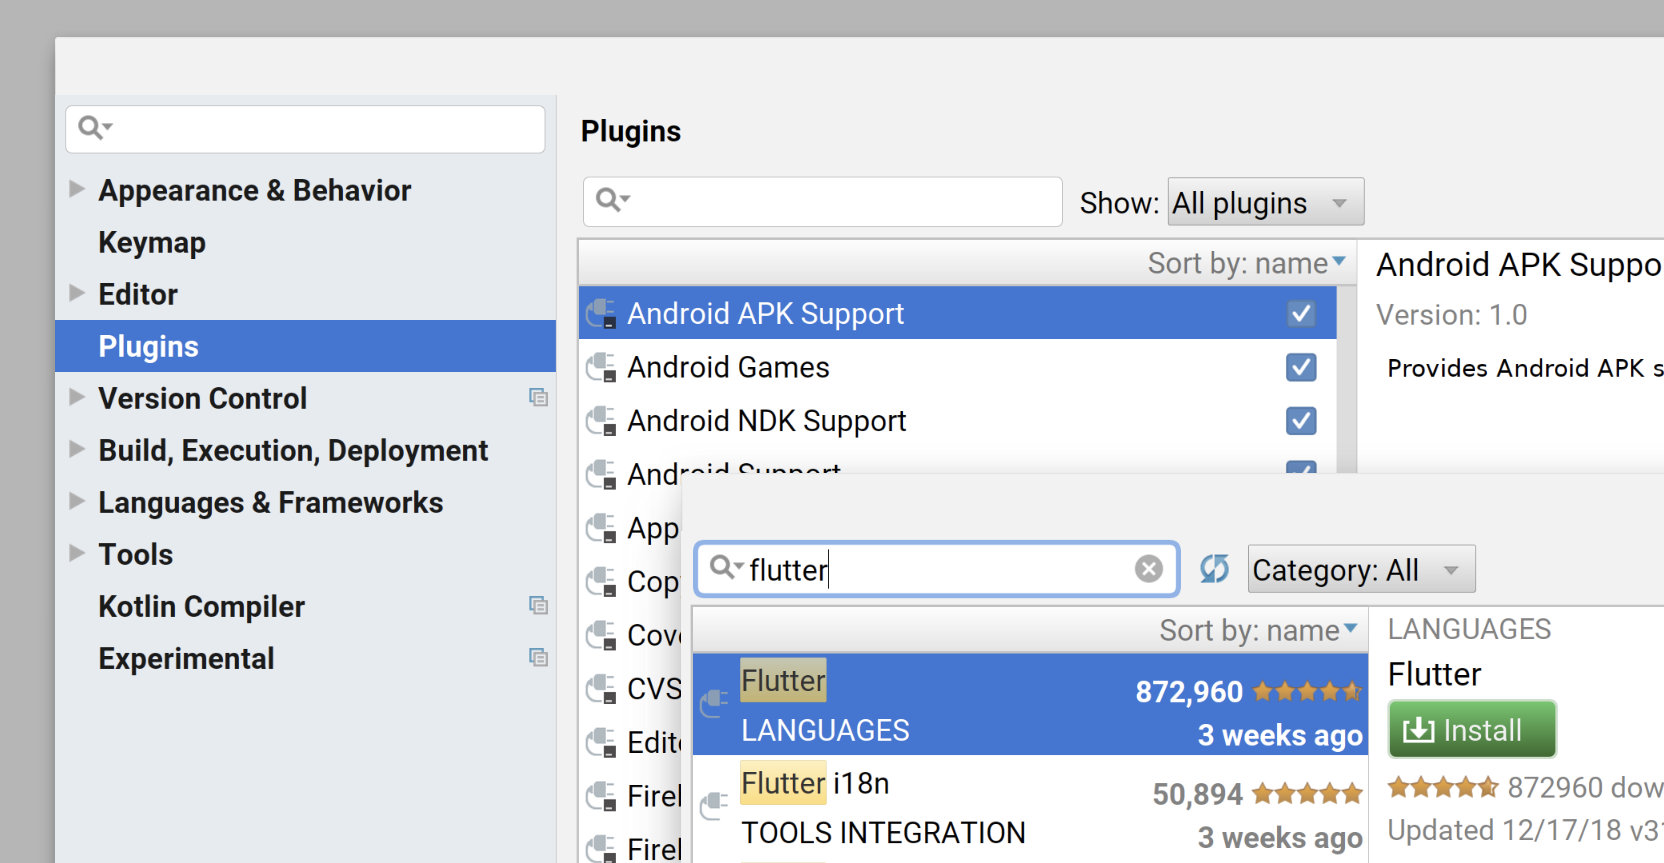 Plugins
Appearance & Behavior
Keymap
Editor
Plugins
Version Control
Build, Execution, Deployment
Languages & Frameworks
Tools
Kotlin Compiler
Experimental
Show: All plugins
Sort by: name
Android APK Support
Android Games
Android NDK Support
Android Support
Android APK Suppo
Version: 1.0
Provides Android APK s
App
Cop
Cov
CVS
Edit
Fire
Fire
flutter
Category: All
Sort by: name
Flutter 872,960
LANGUAGES 3 weeks ago
Flutter i18n 50,894
TOOLS INTEGRATION 3 weeks ago
LANGUAGES
Flutter
Install
872960 dow
Updated 12/17/18 v3